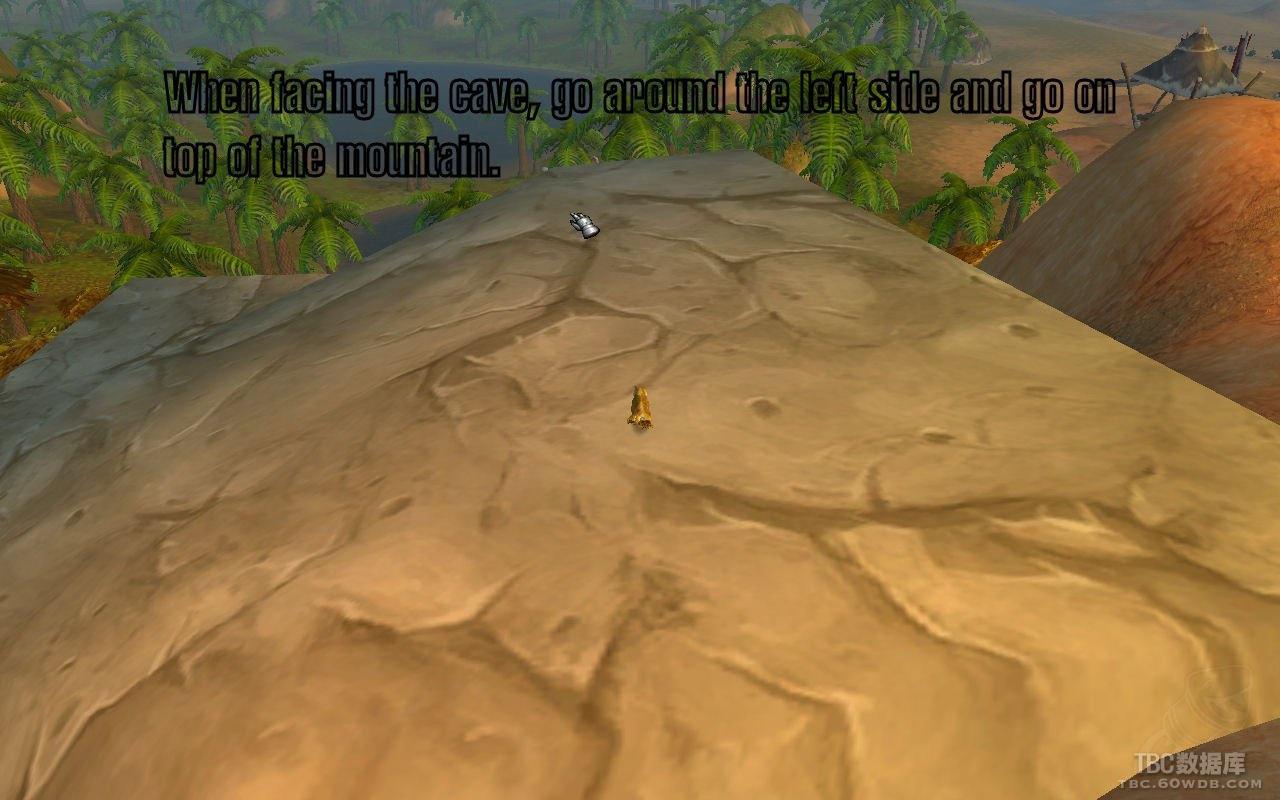 When facing the cave, go around the left side and go on
top of the mountain.
TBC数据库
TBC.60WDB.COM